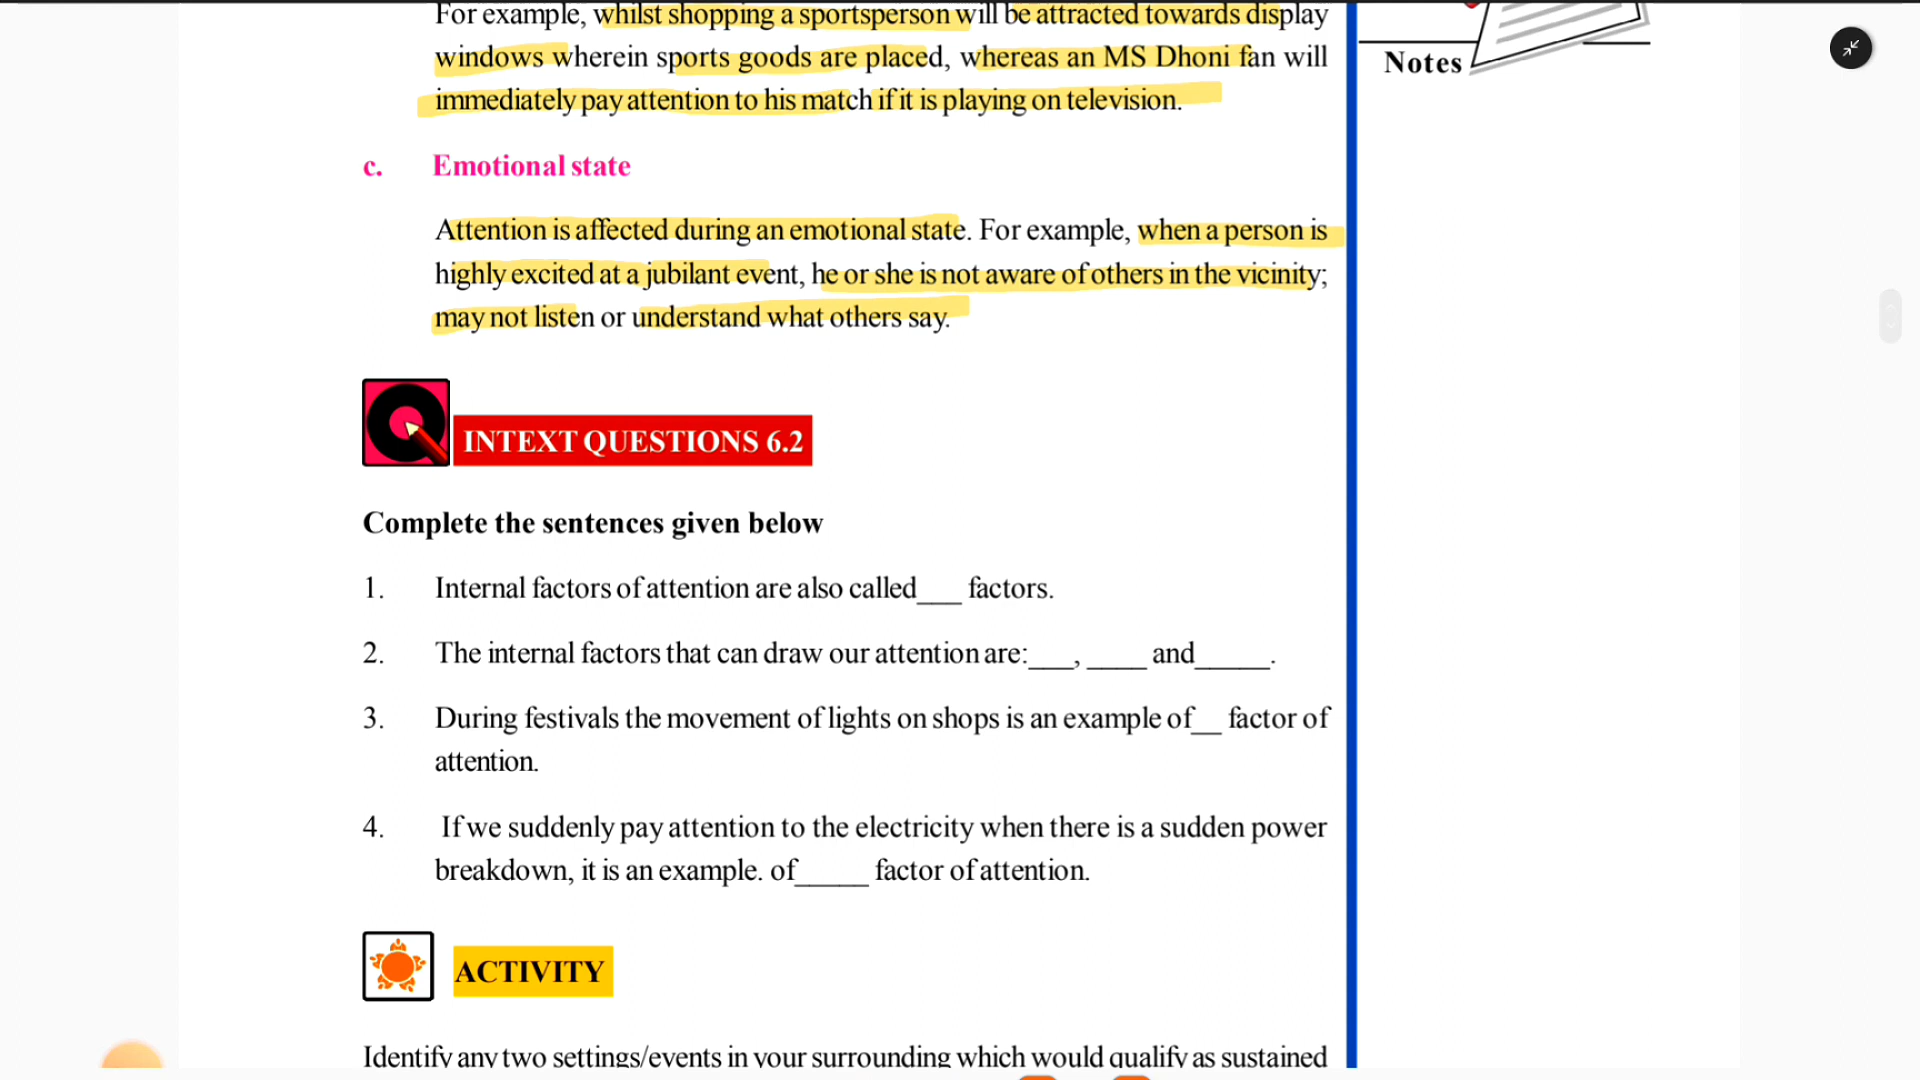 For example, whilst shopping a sportsperson will be attracted towards display
windows wherein sports goods are placed, whereas an MS Dhoni fan will
immediately pay attention to his match if it is playing on television.
Notes
c. Emotional state
Attention is affected during an emotional state. For example, when a person is
highly excited at a jubilant event, he or she is not aware of others in the vicinity;
may not listen or understand what others say.
INTEXT QUESTIONS 6.2
Complete the sentences given below
1. Internal factors of attention are also called___ factors.
2. The internal factors that can draw our attention are:___, ____ and_____.
3. During festivals the movement of lights on shops is an example of__ factor of
attention.
4. If we suddenly pay attention to the electricity when there is a sudden power
breakdown, it is an example. of_____ factor of attention.
ACTIVITY
Identify any two settings/events in your surrounding which would qualify as sustained